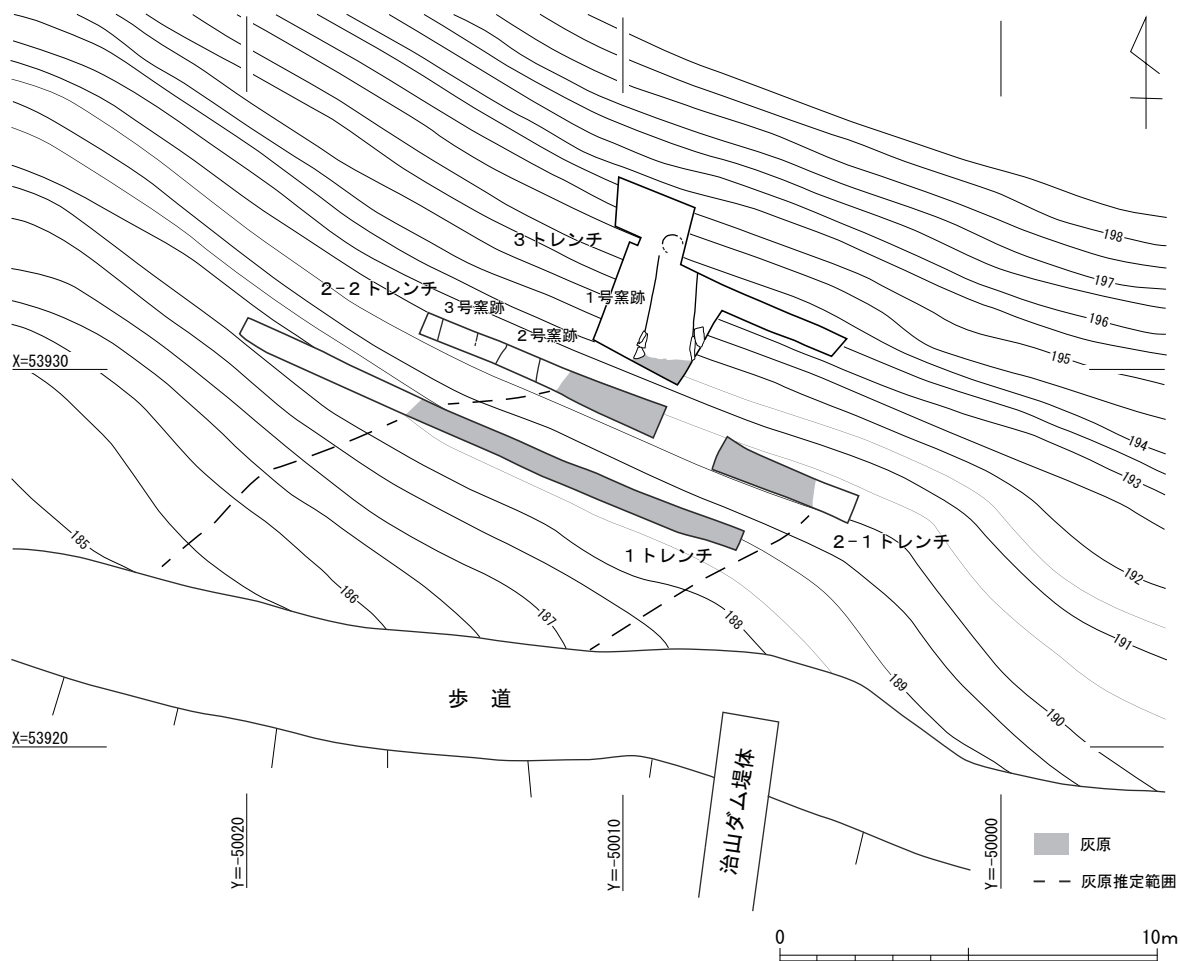 198
197
196
195
194
193
192
191
190
189
188
187
186
185
3トレンチ
2-2トレンチ
3号窯跡
1号窯跡
2号窯跡
X=53930
1トレンチ
2-1トレンチ
歩 道
X=53920
治山ダム堤体
Y=-50020
Y=-50010
Y=-50000
灰原
灰原推定範囲
0 10m